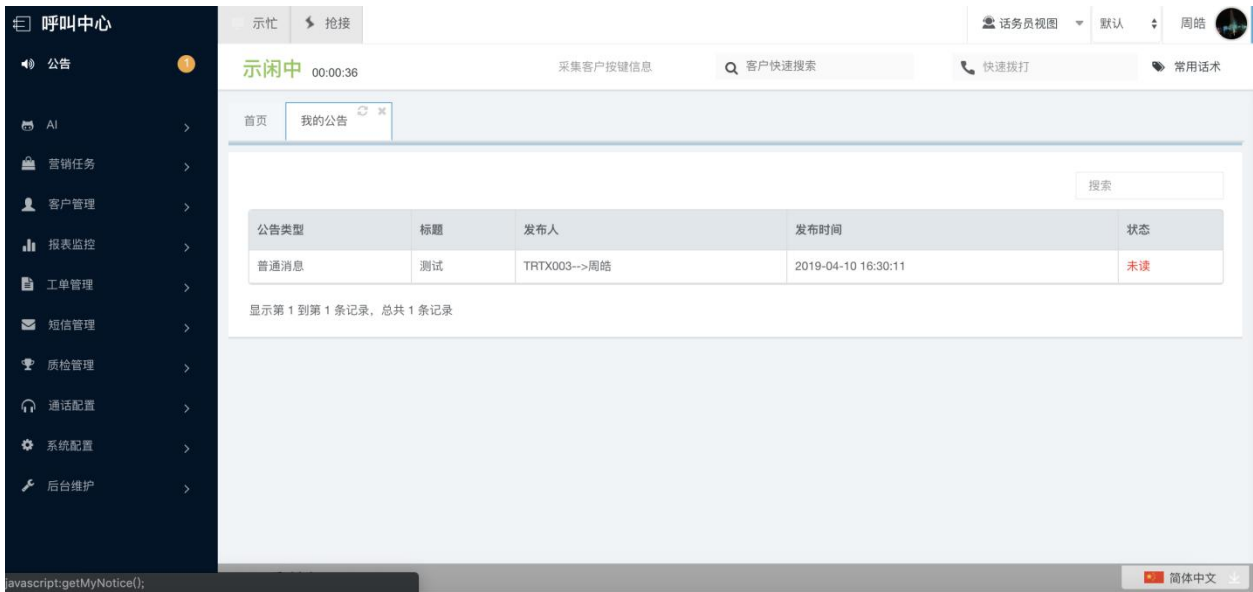 呼叫中心
示忙 抢接 话务员视图 默认 周皓
公告 1
示闲中 00:00:36 采集客户按键信息 客户快速搜索 快速拨打 常用话术
首页 我的公告
AI
营销任务
客户管理
报表监控
工单管理
短信管理
质检管理
通话配置
系统配置
后台维护
搜索
公告类型 标题 发布人 发布时间 状态
普通消息 测试 TRTX003-->周皓 2019-04-10 16:30:11 未读
显示第 1 到第 1 条记录，总共 1 条记录
javascript:getMyNotice();
简体中文